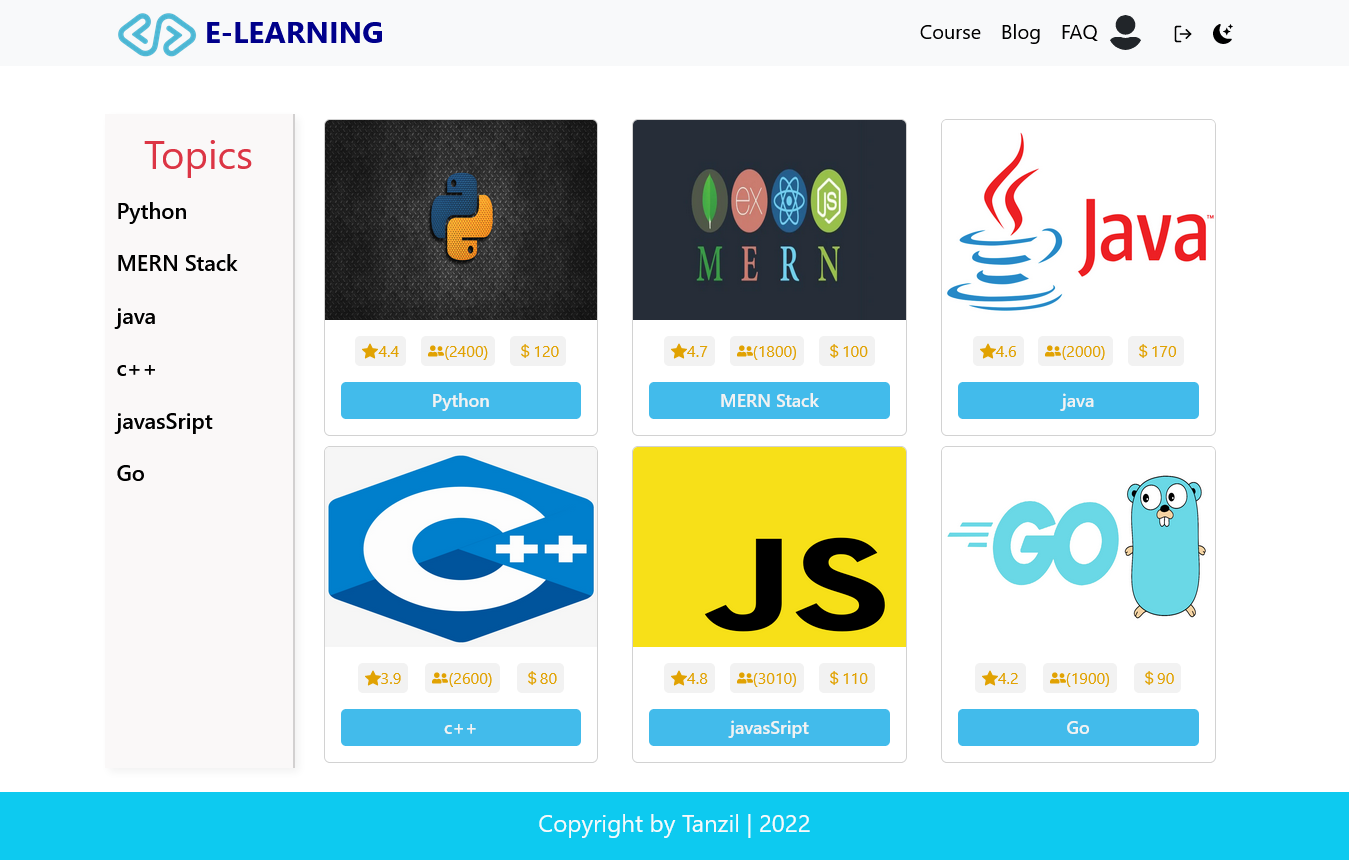 E-LEARNING
Course Blog FAQ
Topics
Python
MERN Stack
java
c++
javasSript
Go
ex JS
M E R N
Java™
4.4 (2400) $ 120
4.7 (1800) $ 100
4.6 (2000) $ 170
Python
MERN Stack
java
C++
JS
GO
3.9 (2600) $ 80
4.8 (3010) $ 110
4.2 (1900) $ 90
c++
javasSript
Go
Copyright by Tanzil | 2022